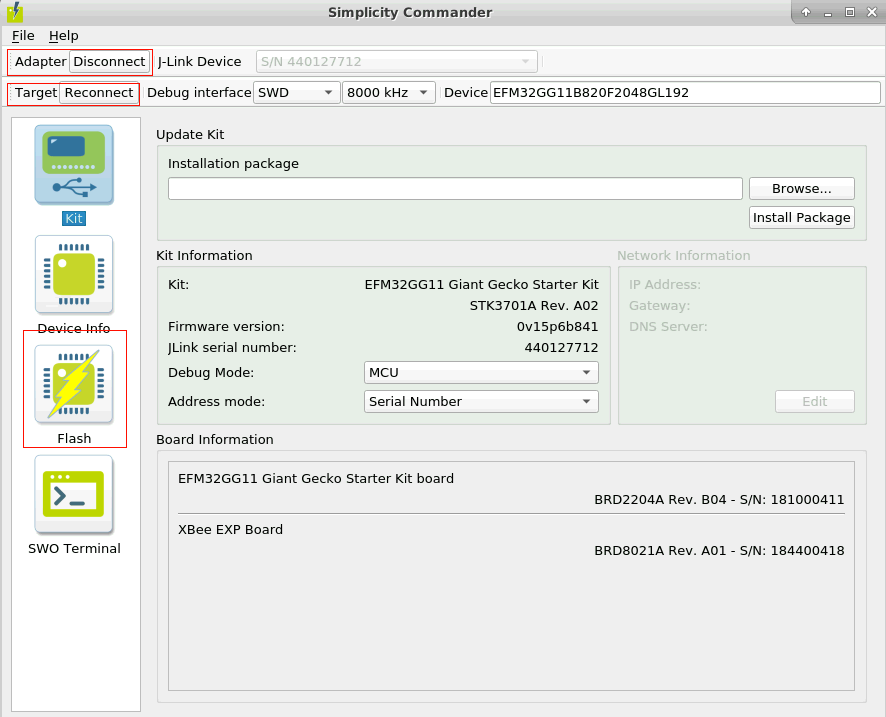 Simplicity Commander
File Help
Adapter Disconnect J-Link Device S/N 440127712
Target Reconnect Debug interface SWD 8000 kHz Device EFM32GG11B820F2048GL192
Kit
Device Info
Flash
SWO Terminal
Update Kit
Installation package
Browse...
Install Package
Kit Information
Kit: EFM32GG11 Giant Gecko Starter Kit
STK3701A Rev. A02
Firmware version: 0v15p6b841
JLink serial number: 440127712
Debug Mode: MCU
Address mode: Serial Number
Network Information
IP Address:
Gateway:
DNS Server:
Edit
Board Information
EFM32GG11 Giant Gecko Starter Kit board
BRD2204A Rev. B04 - S/N: 181000411
XBee EXP Board
BRD8021A Rev. A01 - S/N: 184400418